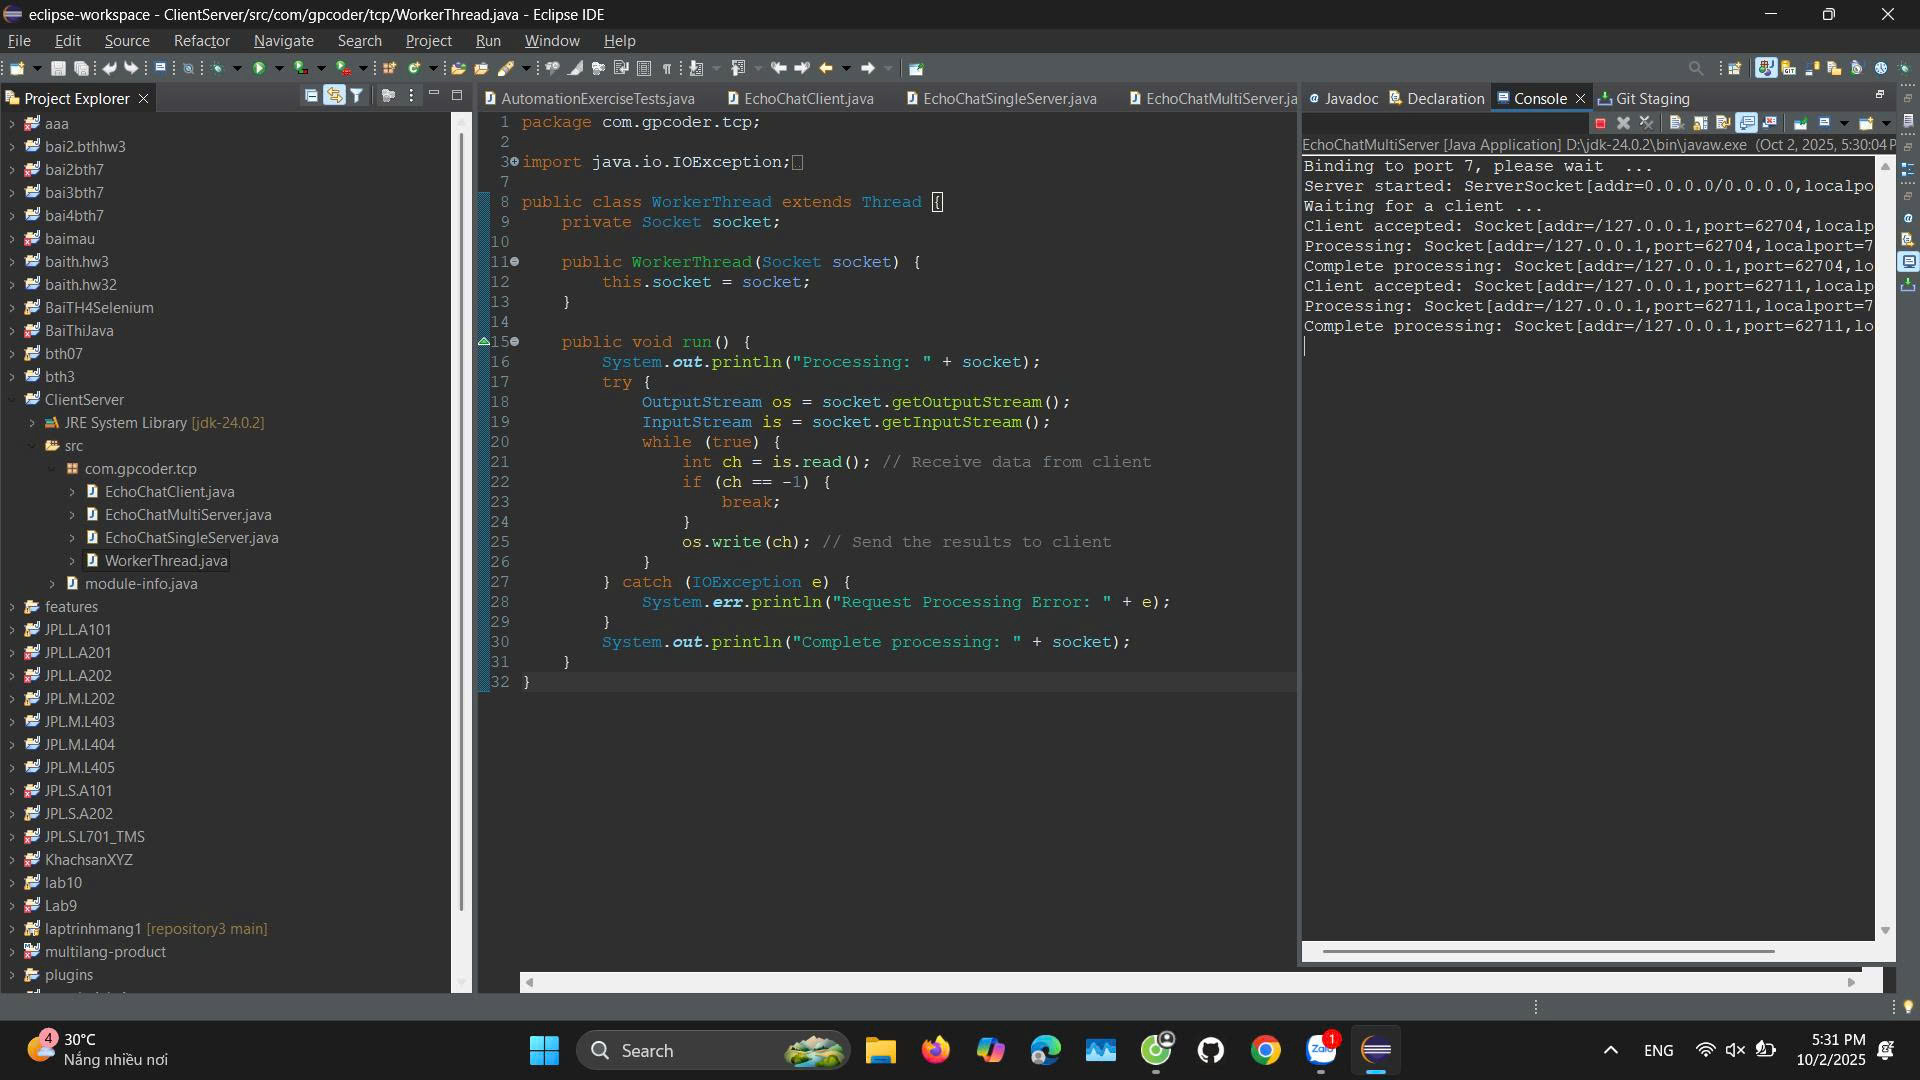 eclipse-workspace - ClientServer/src/com/gpcoder/tcp/WorkerThread.java - Eclipse IDE
File Edit Source Refactor Navigate Search Project Run Window Help
Project Explorer
aaa
bai2.bthhw3
bai2bth7
bai3bth7
bai4bth7
baimau
baith.hw3
baith.hw32
BaiTH4Selenium
BaiThiJava
bth07
bth3
ClientServer
JRE System Library [jdk-24.0.2]
src
com.gpcoder.tcp
EchoChatClient.java
EchoChatMultiServer.java
EchoChatSingleServer.java
WorkerThread.java
module-info.java
features
JPL.L.A101
JPL.L.A201
JPL.L.A202
JPL.M.L202
JPL.M.L403
JPL.M.L404
JPL.M.L405
JPL.S.A101
JPL.S.A202
JPL.S.L701_TMS
KhachsanXYZ
lab10
Lab9
laptrinhmang1 [repository3 main]
multilang-product
plugins
AutomationExerciseTests.java EchoChatClient.java EchoChatSingleServer.java EchoChatMultiServer.ja
1 package com.gpcoder.tcp;
2
3 import java.io.IOException;
7
8 public class WorkerThread extends Thread {
9 private Socket socket;
10
11 public WorkerThread(Socket socket) {
12 this.socket = socket;
13 }
14
15 public void run() {
16 System.out.println("Processing: " + socket);
17 try {
18 OutputStream os = socket.getOutputStream();
19 InputStream is = socket.getInputStream();
20 while (true) {
21 int ch = is.read(); // Receive data from client
22 if (ch == -1) {
23 break;
24 }
25 os.write(ch); // Send the results to client
26 }
27 } catch (IOException e) {
28 System.err.println("Request Processing Error: " + e);
29 }
30 System.out.println("Complete processing: " + socket);
31 }
32 }
Javadoc Declaration Console Git Staging
EchoChatMultiServer [Java Application] D:\jdk-24.0.2\bin\javaw.exe (Oct 2, 2025, 5:30:04 P
Binding to port 7, please wait ...
Server started: ServerSocket[addr=0.0.0.0/0.0.0.0,localpo
Waiting for a client ...
Client accepted: Socket[addr=/127.0.0.1,port=62704,localp
Processing: Socket[addr=/127.0.0.1,port=62704,localport=7
Complete processing: Socket[addr=/127.0.0.1,port=62704,lo
Client accepted: Socket[addr=/127.0.0.1,port=62711,localp
Processing: Socket[addr=/127.0.0.1,port=62711,localport=7
Complete processing: Socket[addr=/127.0.0.1,port=62711,lo
4
30°C
Nắng nhiều nơi
Search
Zalo
1
ENG
5:31 PM
10/2/2025